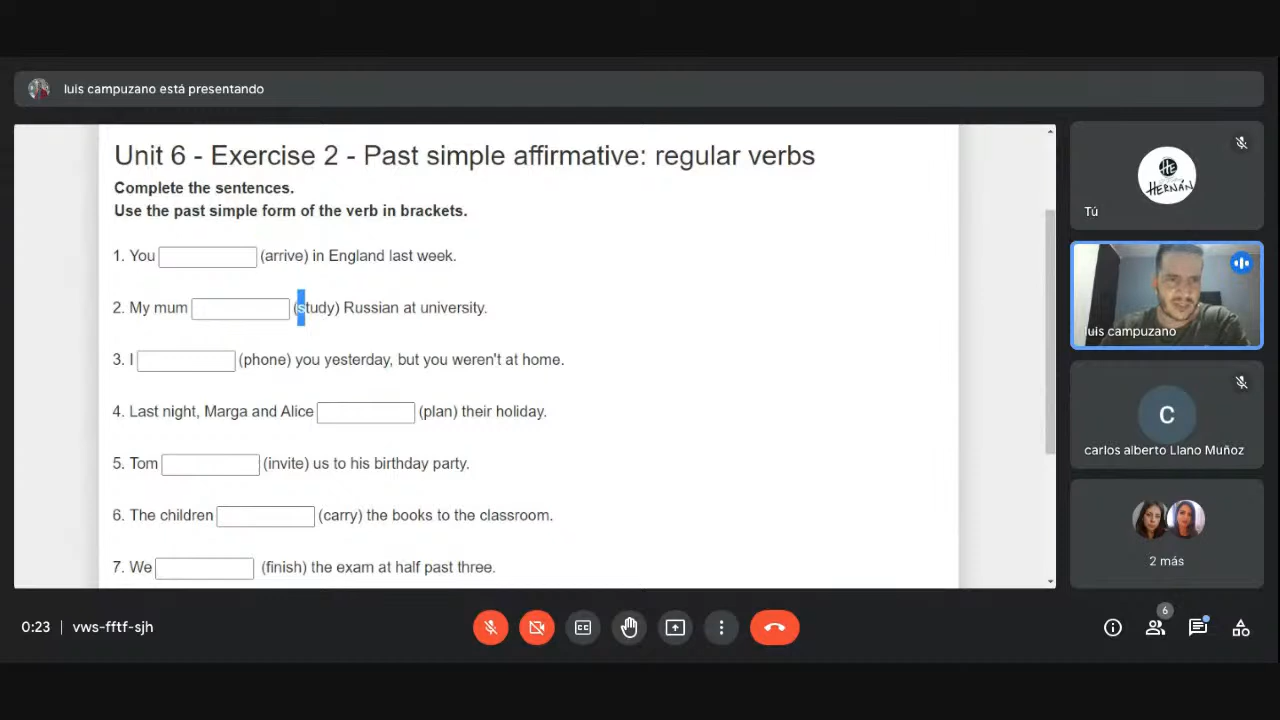 luis campuzano está presentando
Unit 6 - Exercise 2 - Past simple affirmative: regular verbs
Complete the sentences.
Use the past simple form of the verb in brackets.
1. You (arrive) in England last week.
2. My mum (study) Russian at university.
3. I (phone) you yesterday, but you weren't at home.
4. Last night, Marga and Alice (plan) their holiday.
5. Tom (invite) us to his birthday party.
6. The children (carry) the books to the classroom.
7. We (finish) the exam at half past three.
HE
HERNÁN
Tú
luis campuzano
C
carlos alberto Llano Muñoz
2 más
0:23 | vws-fftf-sjh
CC
6